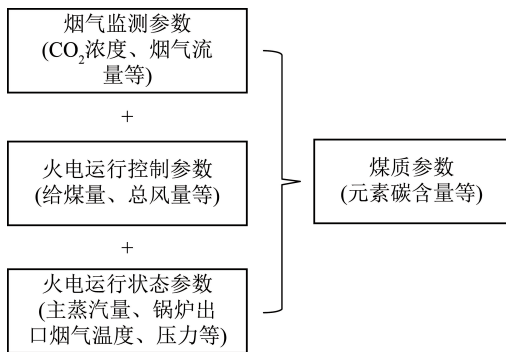 烟气监测参数
(CO₂浓度、烟气流
量等)
+
火电运行控制参数
(给煤量、总风量等)
+
火电运行状态参数
(主蒸汽量、锅炉出
口烟气温度、压力等)
煤质参数
(元素碳含量等)